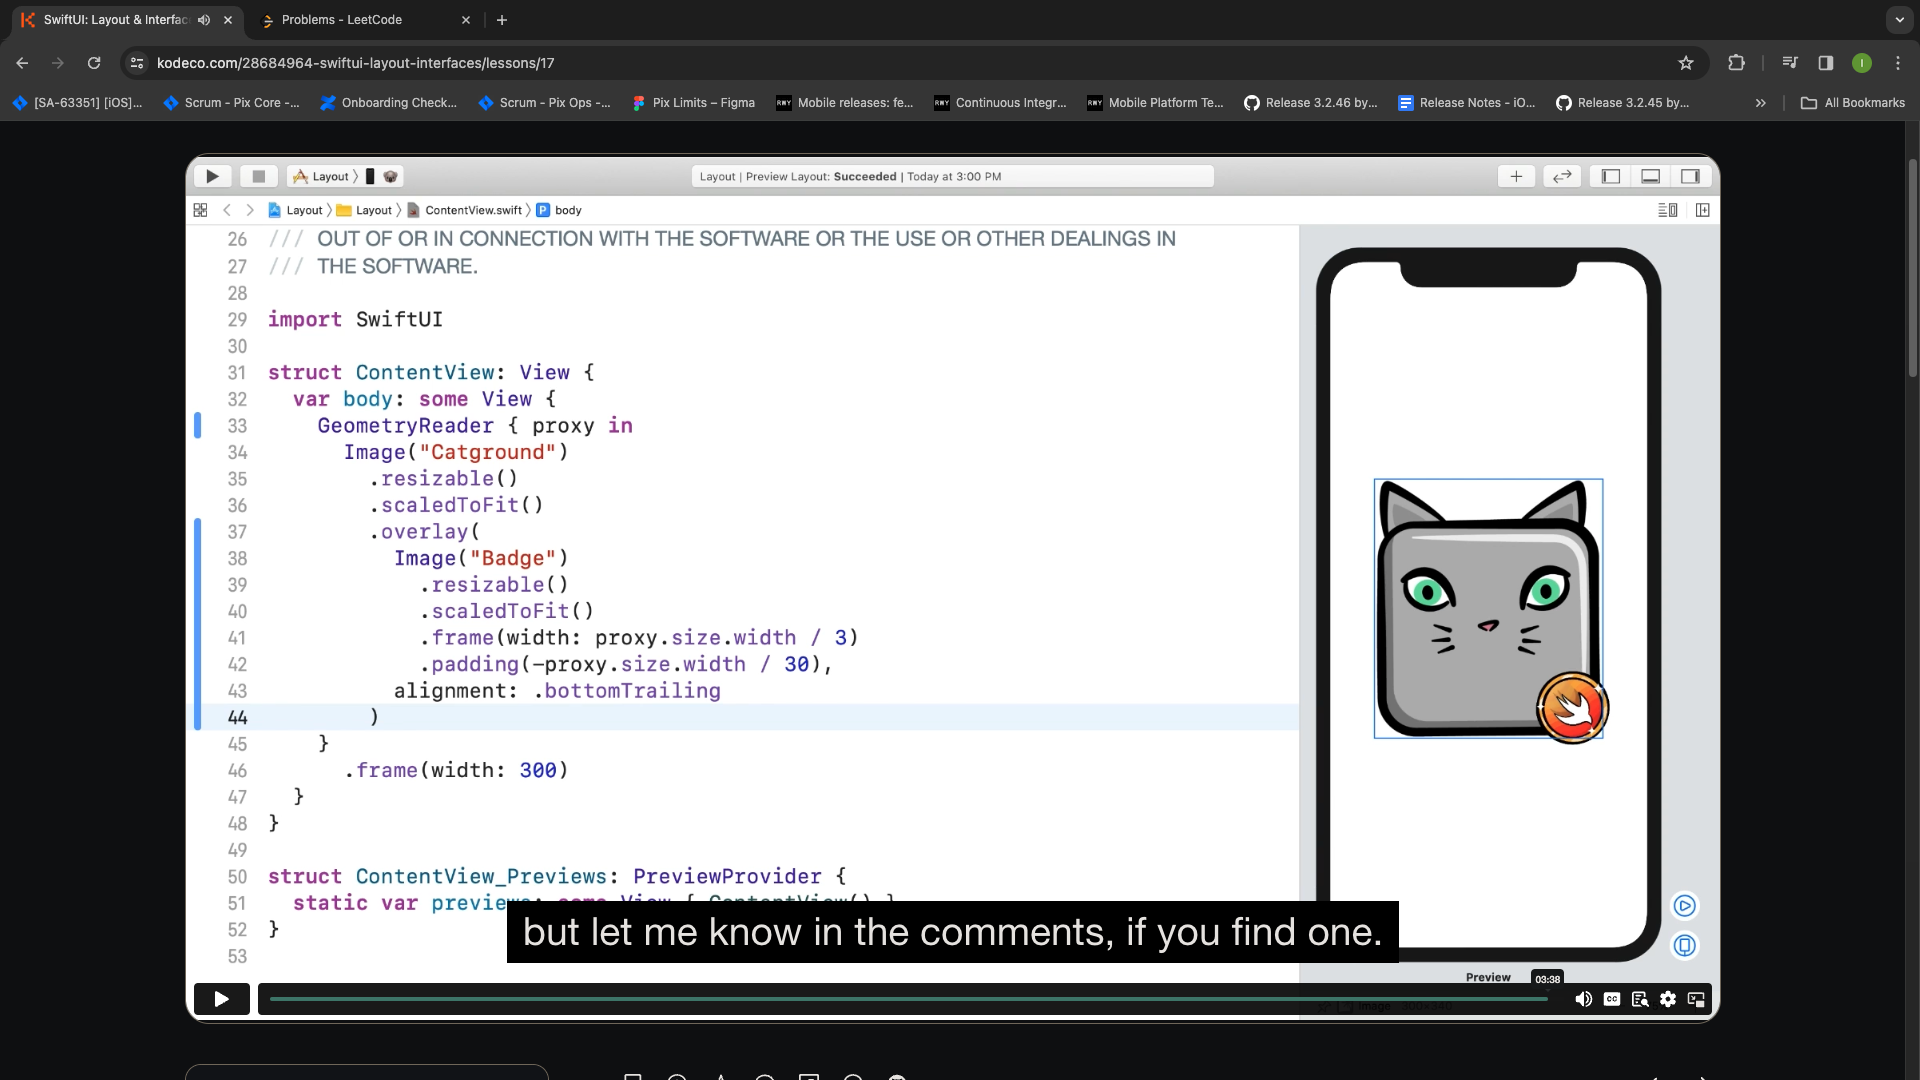 SwiftUI: Layout & Interfac
Problems - LeetCode
kodeco.com/28684964-swiftui-layout-interfaces/lessons/17
[SA-63351] [iOS]...
Scrum - Pix Core -...
Onboarding Check...
Scrum - Pix Ops -...
Pix Limits – Figma
Mobile releases: fe...
Continuous Integr...
Mobile Platform Te...
Release 3.2.46 by...
Release Notes - iO...
Release 3.2.45 by...
All Bookmarks
Layout
Layout | Preview Layout: Succeeded | Today at 3:00 PM
Layout Layout ContentView.swift body
26 /// OUT OF OR IN CONNECTION WITH THE SOFTWARE OR THE USE OR OTHER DEALINGS IN
27 /// THE SOFTWARE.
28
29 import SwiftUI
30
31 struct ContentView: View {
32 var body: some View {
33 GeometryReader { proxy in
34 Image("Catground")
35 .resizable()
36 .scaledToFit()
37 .overlay(
38 Image("Badge")
39 .resizable()
40 .scaledToFit()
41 .frame(width: proxy.size.width / 3)
42 .padding(-proxy.size.width / 30),
43 alignment: .bottomTrailing
44 )
45 }
46 .frame(width: 300)
47 }
48 }
49
50 struct ContentView_Previews: PreviewProvider {
51 static var previews: some View { ContentView() }
52 }
53
but let me know in the comments, if you find one.
Preview
03:38